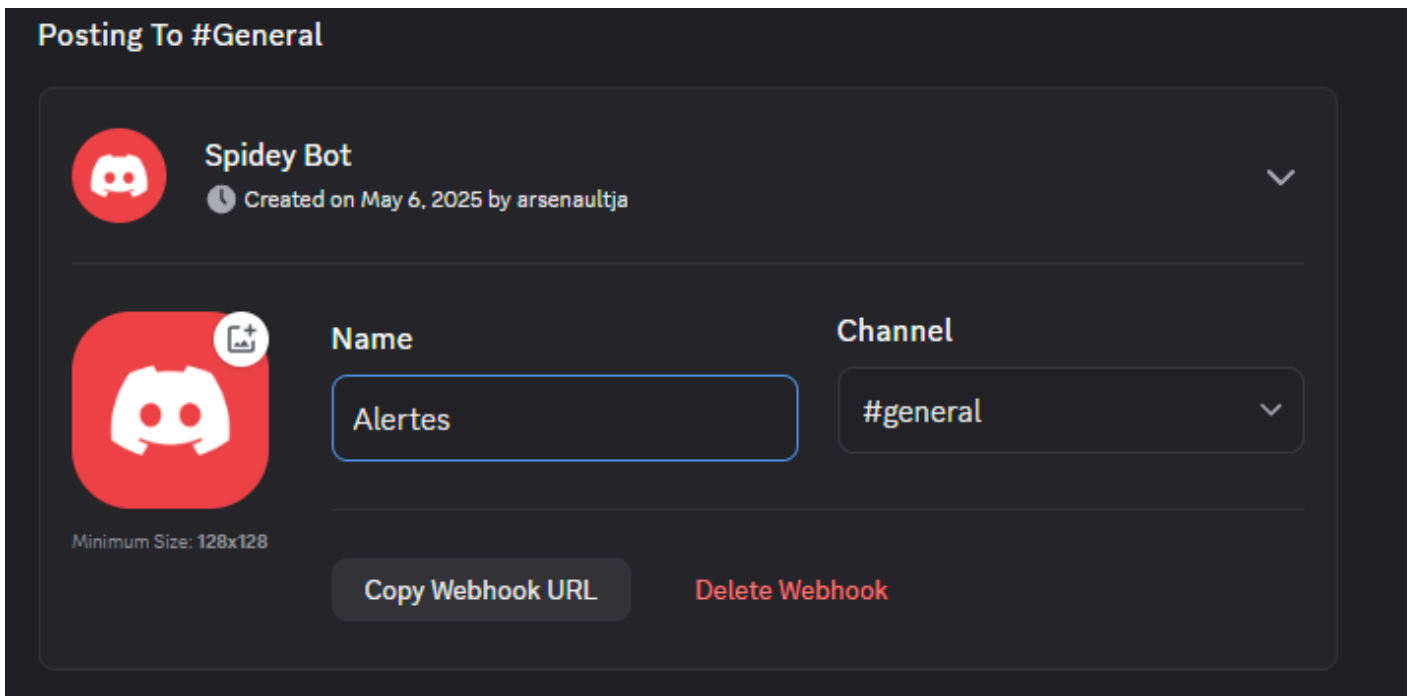 Posting To #General
Spidey Bot
Created on May 6, 2025 by arsenaultja
Name
Channel
Alertes
#general
Minimum Size: 128x128
Copy Webhook URL
Delete Webhook